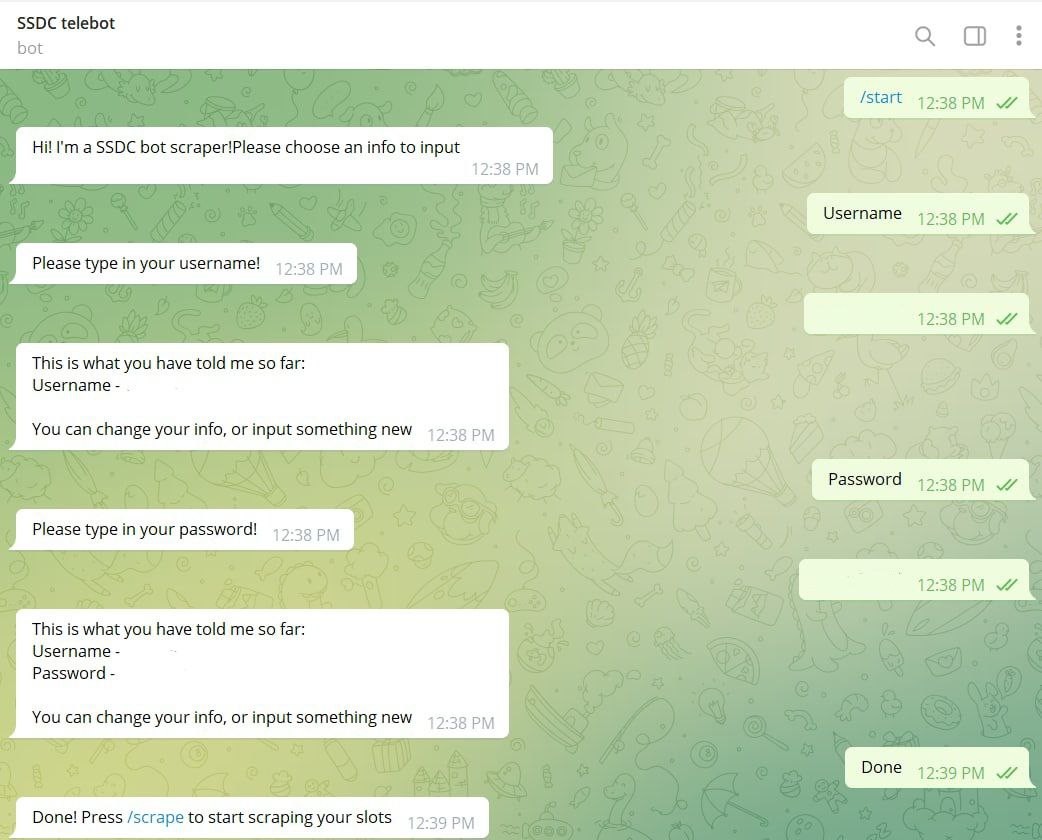 SSDC telebot
bot
/start 12:38 PM
Hi! I'm a SSDC bot scraper!Please choose an info to input
12:38 PM
Username 12:38 PM
Please type in your username! 12:38 PM
12:38 PM
This is what you have told me so far:
Username -
You can change your info, or input something new 12:38 PM
Password 12:38 PM
Please type in your password! 12:38 PM
12:38 PM
This is what you have told me so far:
Username -
Password -
You can change your info, or input something new 12:38 PM
Done 12:39 PM
Done! Press /scrape to start scraping your slots 12:39 PM